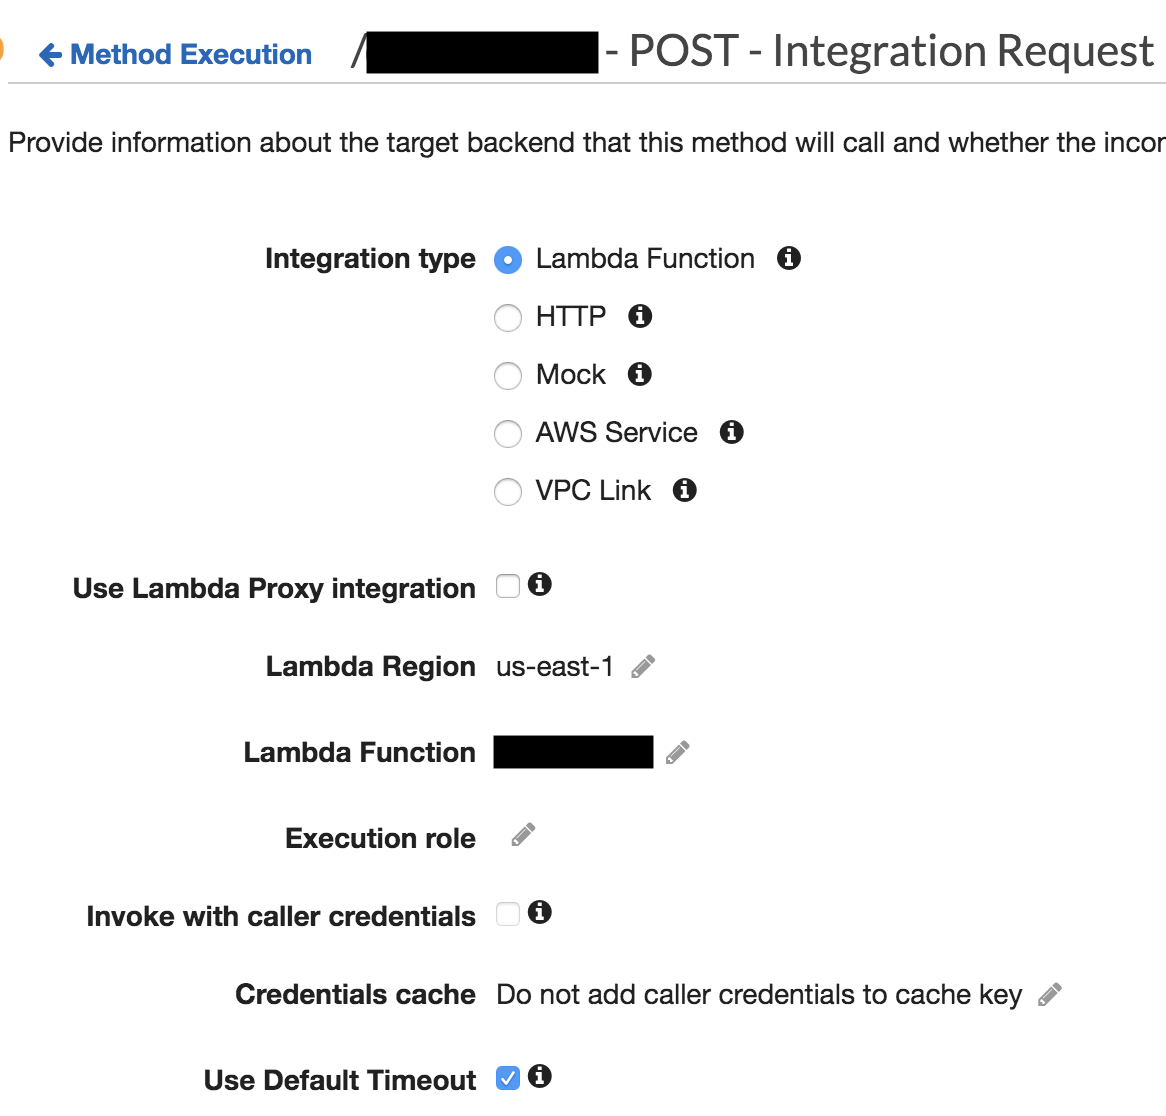 Method Execution / - POST - Integration Request
Provide information about the target backend that this method will call and whether the incor
Integration type Lambda Function
HTTP
Mock
AWS Service
VPC Link
Use Lambda Proxy integration
Lambda Region us-east-1
Lambda Function
Execution role
Invoke with caller credentials
Credentials cache Do not add caller credentials to cache key
Use Default Timeout